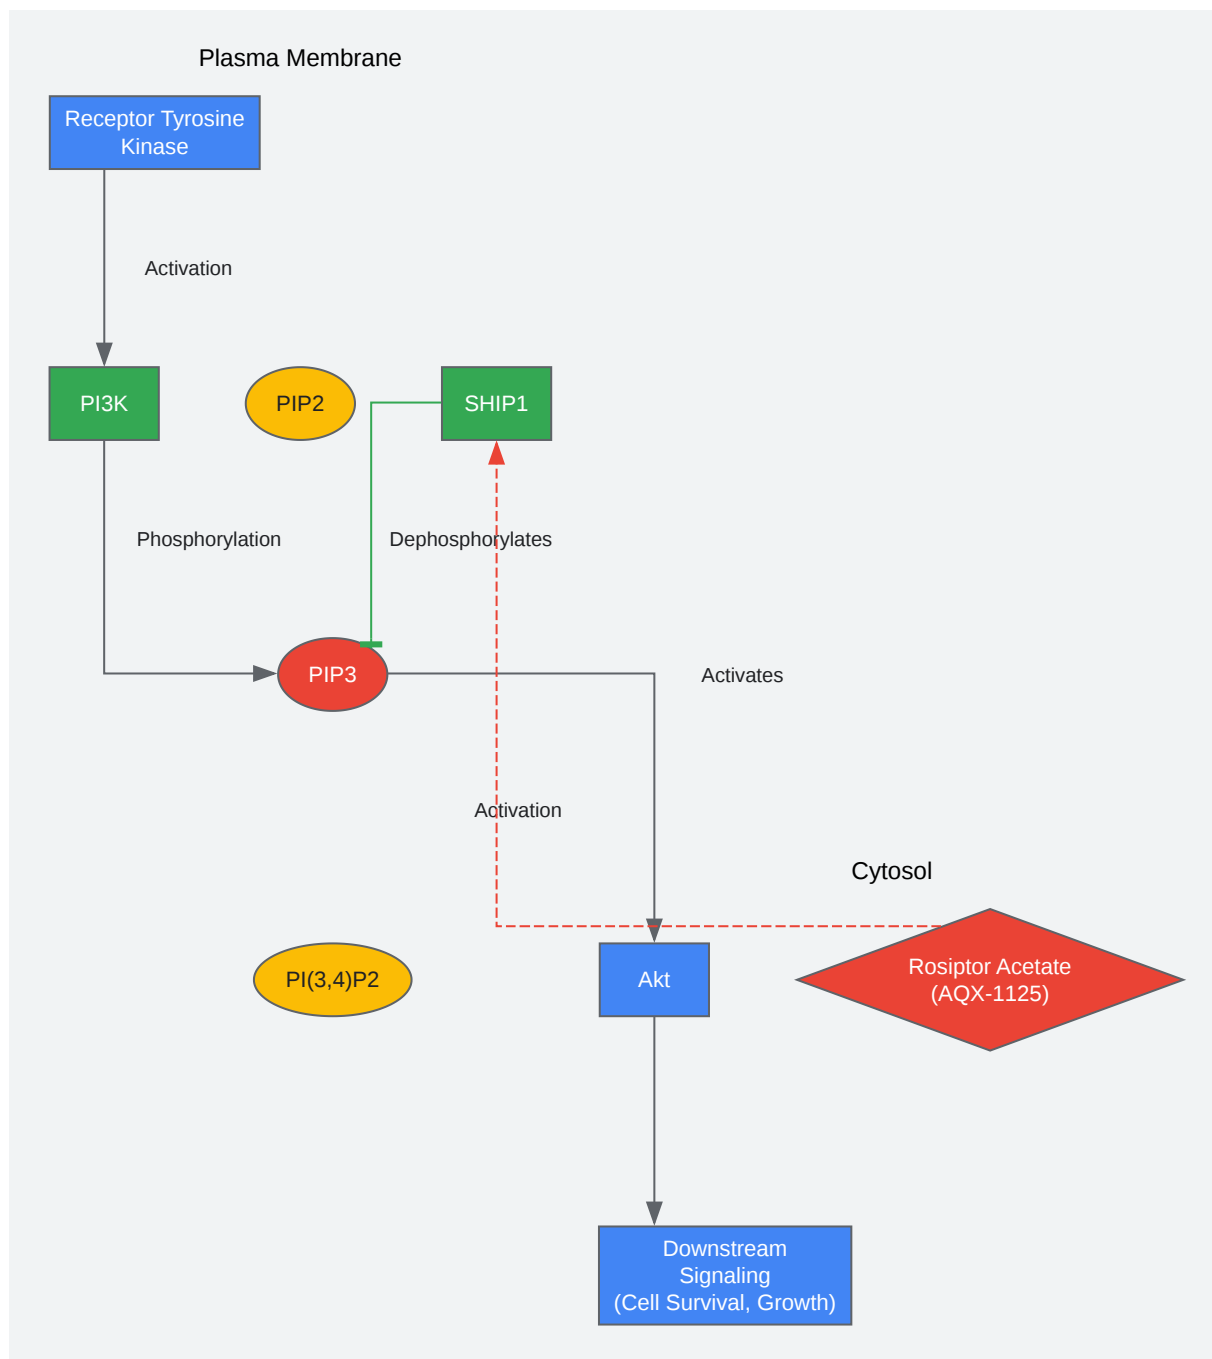 Plasma Membrane
Receptor Tyrosine
Kinase
Activation
PI3K
PIP2
SHIP1
Phosphorylation
Dephosphorylates
PIP3
Activates
Activation
Cytosol
PI(3,4)P2
Akt
Rosiptor Acetate
(AQX-1125)
Downstream
Signaling
(Cell Survival, Growth)